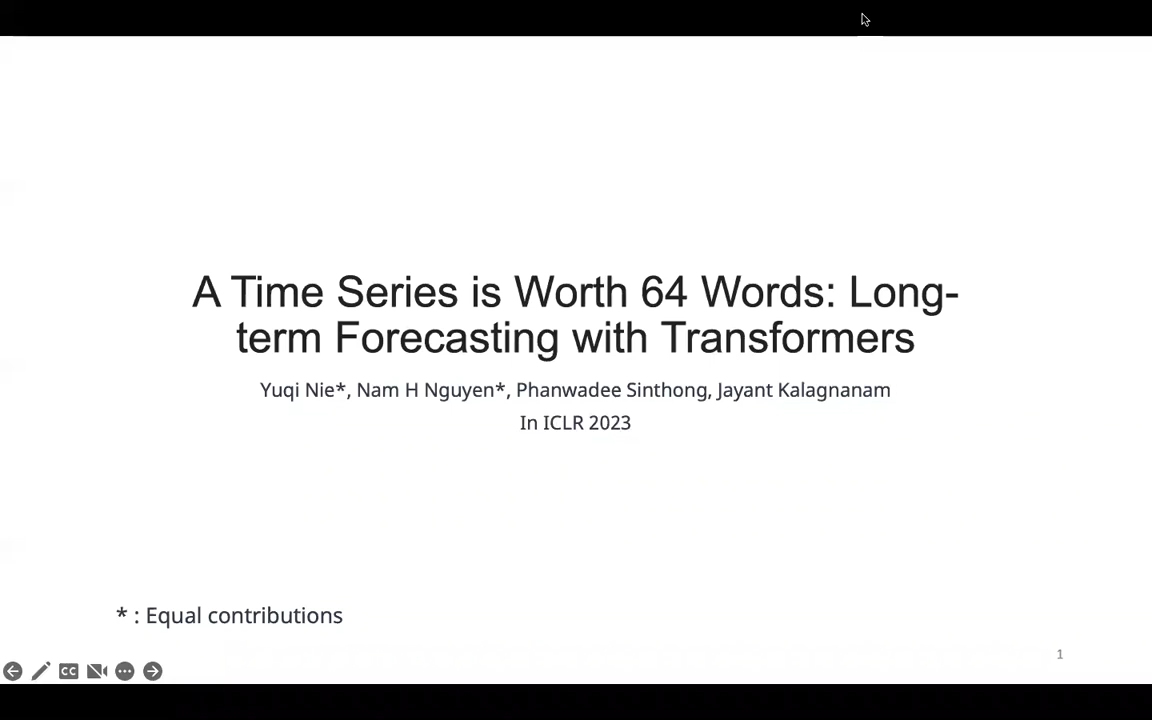 A Time Series is Worth 64 Words: Long-
term Forecasting with Transformers
Yuqi Nie*, Nam H Nguyen*, Phanwadee Sinthong, Jayant Kalagnanam
In ICLR 2023
* : Equal contributions
1
CC